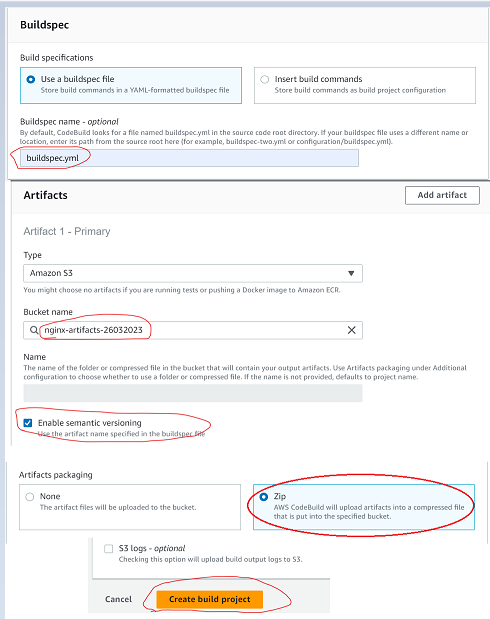 Buildspec
Build specifications
Use a buildspec file
Store build commands in a YAML-formatted buildspec file
Insert build commands
Store build commands as build project configuration
Buildspec name - optional
By default, CodeBuild looks for a file named buildspec.yml in the source code root directory. If your buildspec file uses a different name or
location, enter its path from the source root here (for example, buildspec-two.yml or configuration/buildspec.yml).
buildspec.yml
Artifacts
Add artifact
Artifact 1 - Primary
Type
Amazon S3
You might choose no artifacts if you are running tests or pushing a Docker image to Amazon ECR.
Bucket name
nginx-artifacts-26032023
Name
The name of the folder or compressed file in the bucket that will contain your output artifacts. Use Artifacts packaging under Additional
configuration to choose whether to use a folder or compressed file. If the name is not provided, defaults to project name.
Enable semantic versioning
Use the artifact name specified in the buildspec file
Artifacts packaging
None
The artifact files will be uploaded to the bucket.
Zip
AWS CodeBuild will upload artifacts into a compressed file
that is put into the specified bucket.
S3 logs - optional
Checking this option will upload build output logs to S3.
Cancel
Create build project